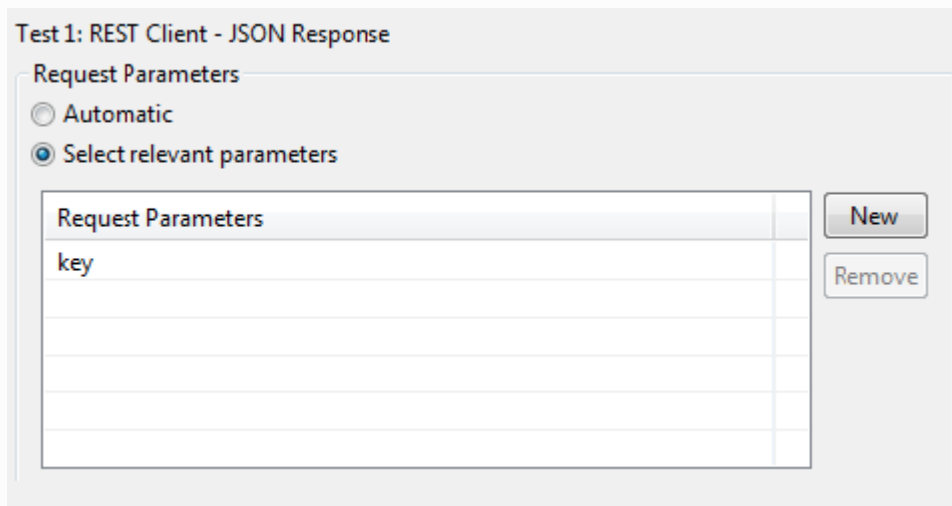 Test 1: REST Client - JSON Response
Request Parameters
Automatic
Select relevant parameters
Request Parameters
New
key
Remove